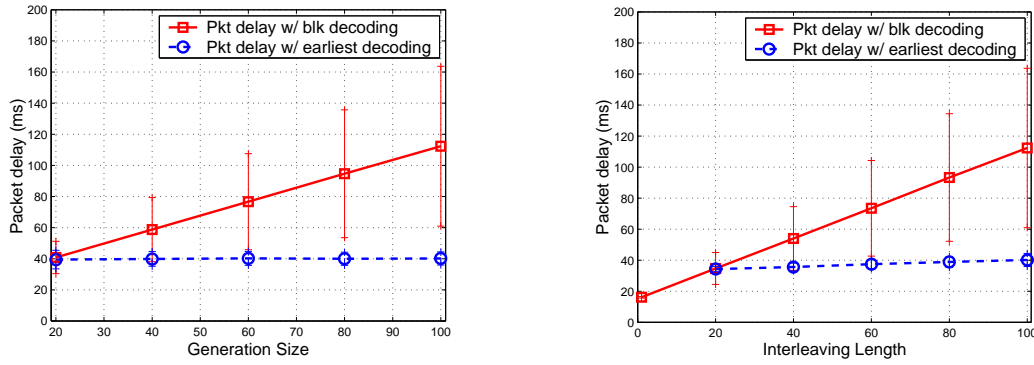 Pkt delay w/ blk decoding
Pkt delay w/ earliest decoding
Packet delay (ms)
200
180
160
140
120
100
80
60
40
20
0
20 30 40 50 60 70 80 90 100
Generation Size
Pkt delay w/ blk decoding
Pkt delay w/ earliest decoding
Packet delay (ms)
200
180
160
140
120
100
80
60
40
20
0
0 20 40 60 80 100
Interleaving Length